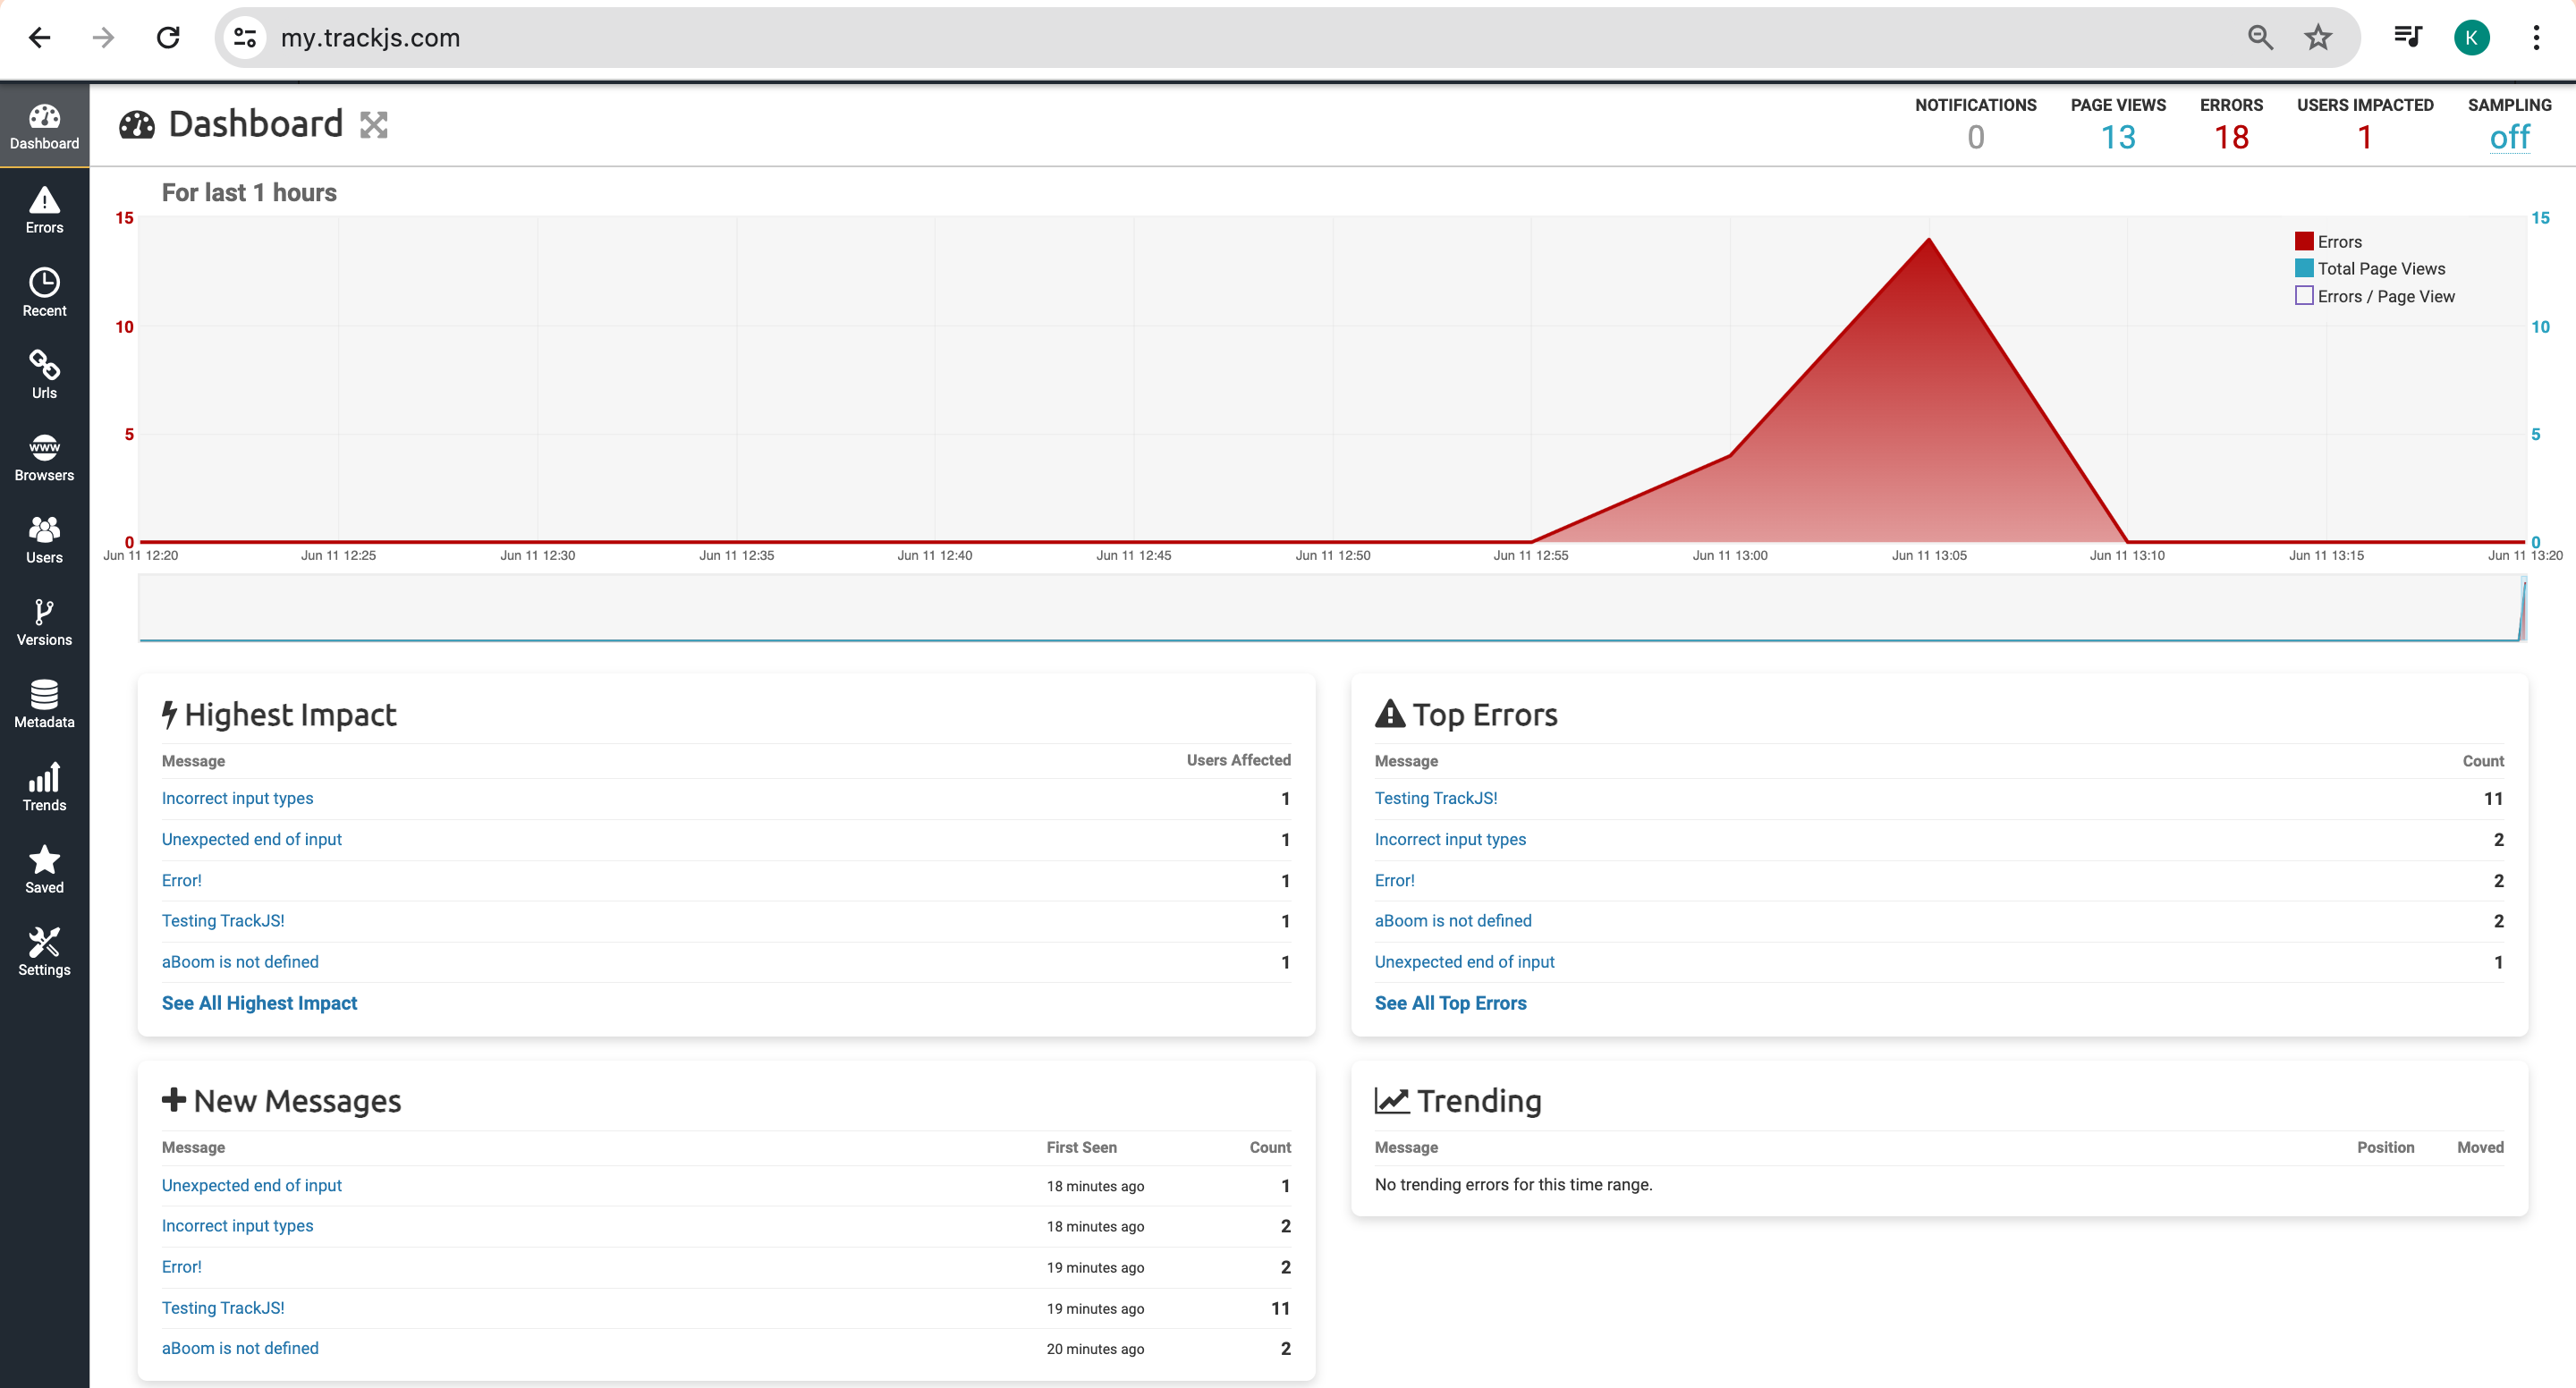 my.trackjs.com
K
Dashboard
Errors
Recent
Urls
www
Browsers
Users
Versions
Metadata
Trends
Saved
Settings
Dashboard
NOTIFICATIONS PAGE VIEWS ERRORS USERS IMPACTED SAMPLING
0 13 18 1 off
For last 1 hours
15 15
Errors
Total Page Views
Errors / Page View
10 10
5 5
0 0
Jun 11 12:20 Jun 11 12:25 Jun 11 12:30 Jun 11 12:35 Jun 11 12:40 Jun 11 12:45 Jun 11 12:50 Jun 11 12:55 Jun 11 13:00 Jun 11 13:05 Jun 11 13:10 Jun 11 13:15 Jun 11 13:20
Highest Impact
Message Users Affected
Incorrect input types 1
Unexpected end of input 1
Error! 1
Testing TrackJS! 1
aBoom is not defined 1
See All Highest Impact
Top Errors
Message Count
Testing TrackJS! 11
Incorrect input types 2
Error! 2
aBoom is not defined 2
Unexpected end of input 1
See All Top Errors
New Messages
Message First Seen Count
Unexpected end of input 18 minutes ago 1
Incorrect input types 18 minutes ago 2
Error! 19 minutes ago 2
Testing TrackJS! 19 minutes ago 11
aBoom is not defined 20 minutes ago 2
Trending
Message Position Moved
No trending errors for this time range.